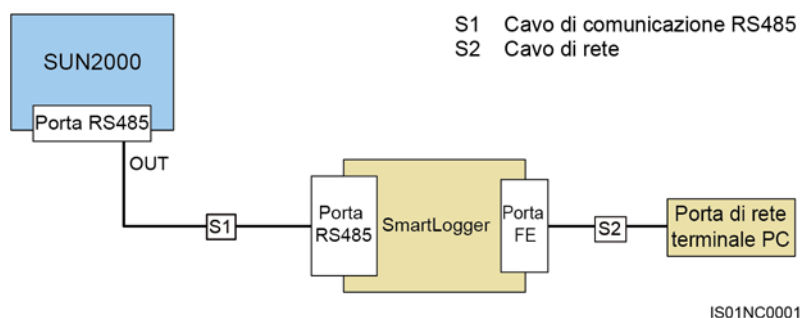 S1 Cavo di comunicazione RS485
S2 Cavo di rete
SUN2000
Porta RS485
OUT
S1
Porta
RS485
SmartLogger
Porta
FE
S2
Porta di rete
terminale PC
IS01NC0001